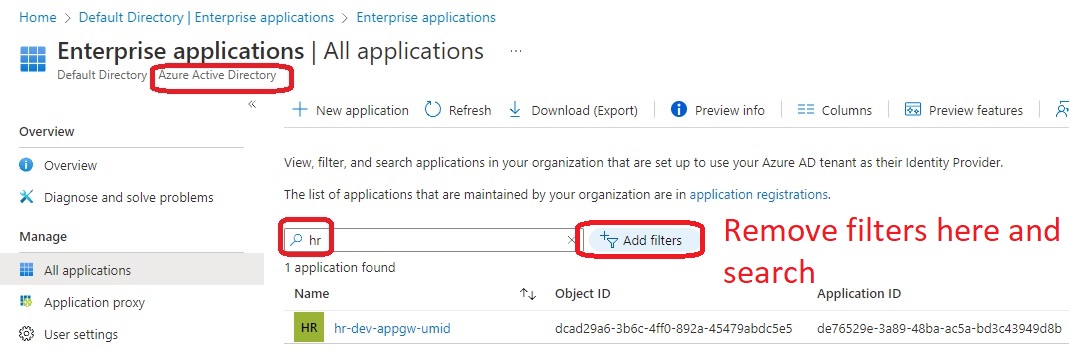 Home > Default Directory | Enterprise applications > Enterprise applications
Enterprise applications | All applications ...
Default Directory Azure Active Directory
«
Overview
Overview
Diagnose and solve problems
Manage
All applications
Application proxy
User settings
New application Refresh Download (Export) Preview info Columns Preview features
View, filter, and search applications in your organization that are set up to use your Azure AD tenant as their Identity Provider.
The list of applications that are maintained by your organization are in application registrations.
hr × Add filters
Remove filters here and
search
1 application found
Name ↑↓ Object ID Application ID
HR hr-dev-appgw-umid dcad29a6-3b6c-4ff0-892a-45479abdc5e5 de76529e-3a89-48ba-ac5a-bd3c43949d8b